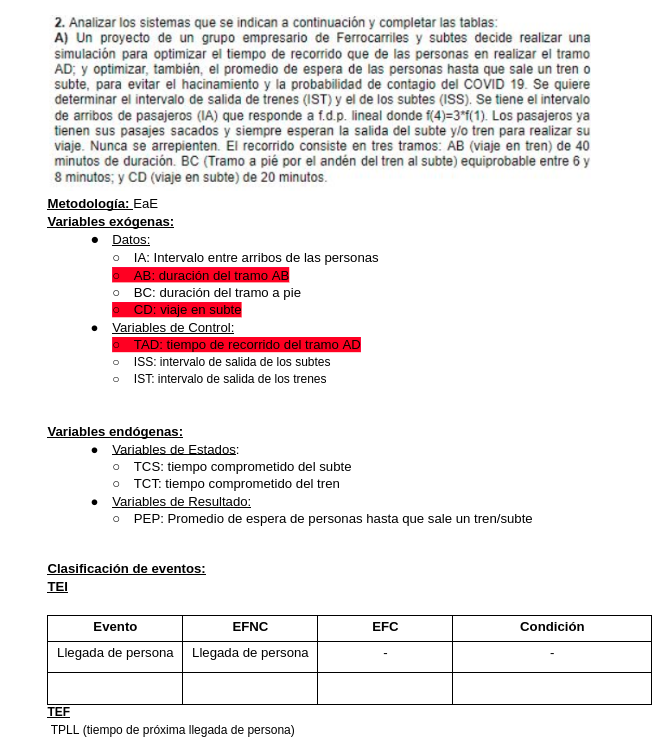 2. Analizar los sistemas que se indican a continuación y completar las tablas:
A) Un proyecto de un grupo empresario de Ferrocarriles y subtes decide realizar una
simulación para optimizar el tiempo de recorrido que de las personas en realizar el tramo
AD; y optimizar, también, el promedio de espera de las personas hasta que sale un tren o
subte, para evitar el hacinamiento y la probabilidad de contagio del COVID 19. Se quiere
determinar el intervalo de salida de trenes (IST) y el de los subtes (ISS). Se tiene el intervalo
de arribos de pasajeros (IA) que responde a f.d.p. lineal donde f(4)=3*f(1). Los pasajeros ya
tienen sus pasajes sacados y siempre esperan la salida del subte y/o tren para realizar su
viaje. Nunca se arrepienten. El recorrido consiste en tres tramos: AB (viaje en tren) de 40
minutos de duración. BC (Tramo a pié por el andén del tren al subte) equiprobable entre 6 y
8 minutos; y CD (viaje en subte) de 20 minutos.
Metodología: EaE
Variables exógenas:
● Datos:
○ IA: Intervalo entre arribos de las personas
○ AB: duración del tramo AB
○ BC: duración del tramo a pie
○ CD: viaje en subte
● Variables de Control:
○ TAD: tiempo de recorrido del tramo AD
○ ISS: intervalo de salida de los subtes
○ IST: intervalo de salida de los trenes
Variables endógenas:
● Variables de Estados:
○ TCS: tiempo comprometido del subte
○ TCT: tiempo comprometido del tren
● Variables de Resultado:
○ PEP: Promedio de espera de personas hasta que sale un tren/subte
Clasificación de eventos:
TEI
Evento EFNC EFC Condición
Llegada de persona Llegada de persona - -
TEF
TPLL (tiempo de próxima llegada de persona)